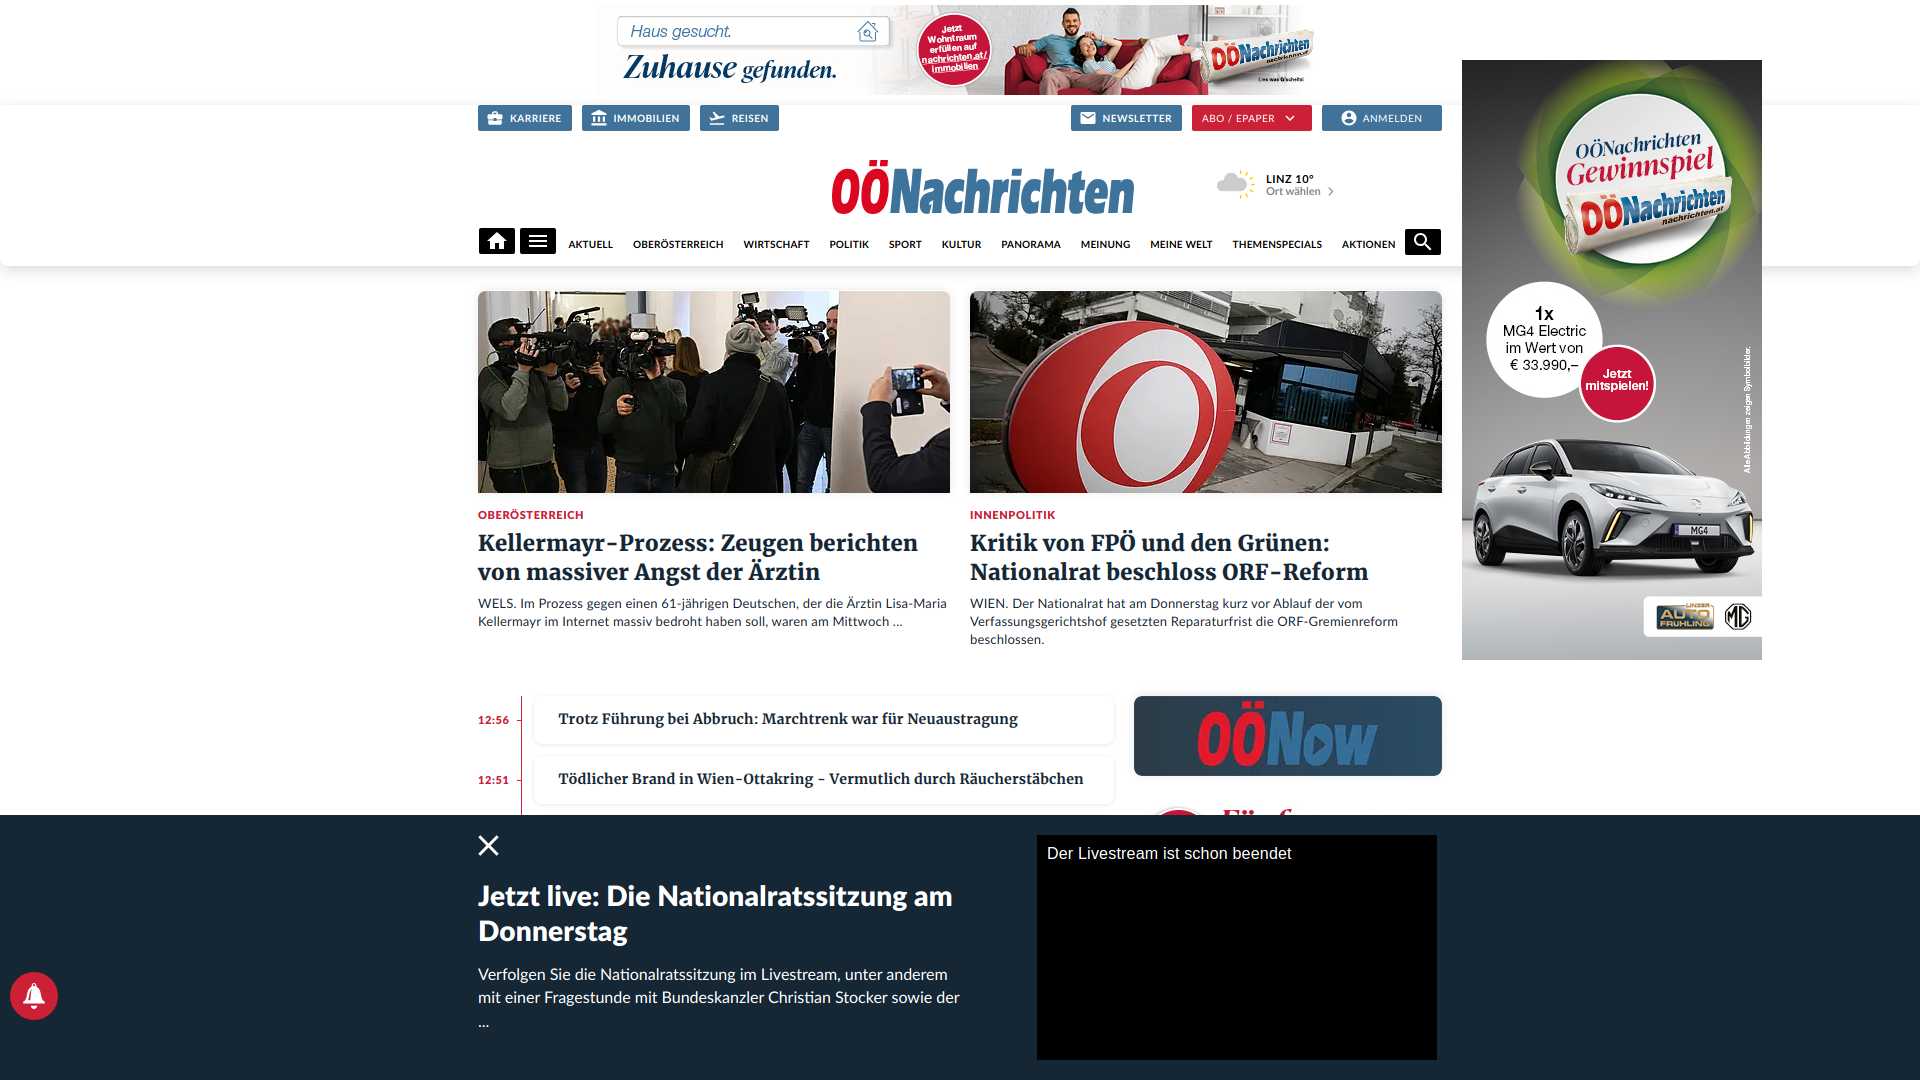 Haus gesucht.
Zuhause gefunden.
Jetzt
Wohntraum
erfüllen auf
nachrichten.at/
immobilien
OÖNachrichten
nachrichten.at
Lies was Gscheits!
KARRIERE
IMMOBILIEN
REISEN
NEWSLETTER
ABO / EPAPER
ANMELDEN
OÖNachrichten
LINZ 10°
Ort wählen
AKTUELL
OBERÖSTERREICH
WIRTSCHAFT
POLITIK
SPORT
KULTUR
PANORAMA
MEINUNG
MEINE WELT
THEMENSPECIALS
AKTIONEN
OÖNachrichten
Gewinnspiel
OÖNachrichten
nachrichten.at
1x
MG4 Electric
im Wert von
€ 33.990,–
Jetzt
mitspielen!
Alle Abbildungen zeigen Symbolbilder.
MG4
LINZER
AUTO
FRÜHLING
MG
OBERÖSTERREICH
Kellermayr-Prozess: Zeugen berichten
von massiver Angst der Ärztin
WELS. Im Prozess gegen einen 61-jährigen Deutschen, der die Ärztin Lisa-Maria
Kellermayr im Internet massiv bedroht haben soll, waren am Mittwoch ...
INNENPOLITIK
Kritik von FPÖ und den Grünen:
Nationalrat beschloss ORF-Reform
WIEN. Der Nationalrat hat am Donnerstag kurz vor Ablauf der vom
Verfassungsgerichtshof gesetzten Reparaturfrist die ORF-Gremienreform
beschlossen.
12:56
Trotz Führung bei Abbruch: Marchtrenk war für Neuaustragung
12:51
Tödlicher Brand in Wien-Ottakring - Vermutlich durch Räucherstäbchen
OÖNow
Jetzt live: Die Nationalratssitzung am
Donnerstag
Verfolgen Sie die Nationalratssitzung im Livestream, unter anderem
mit einer Fragestunde mit Bundeskanzler Christian Stocker sowie der
...
Der Livestream ist schon beendet